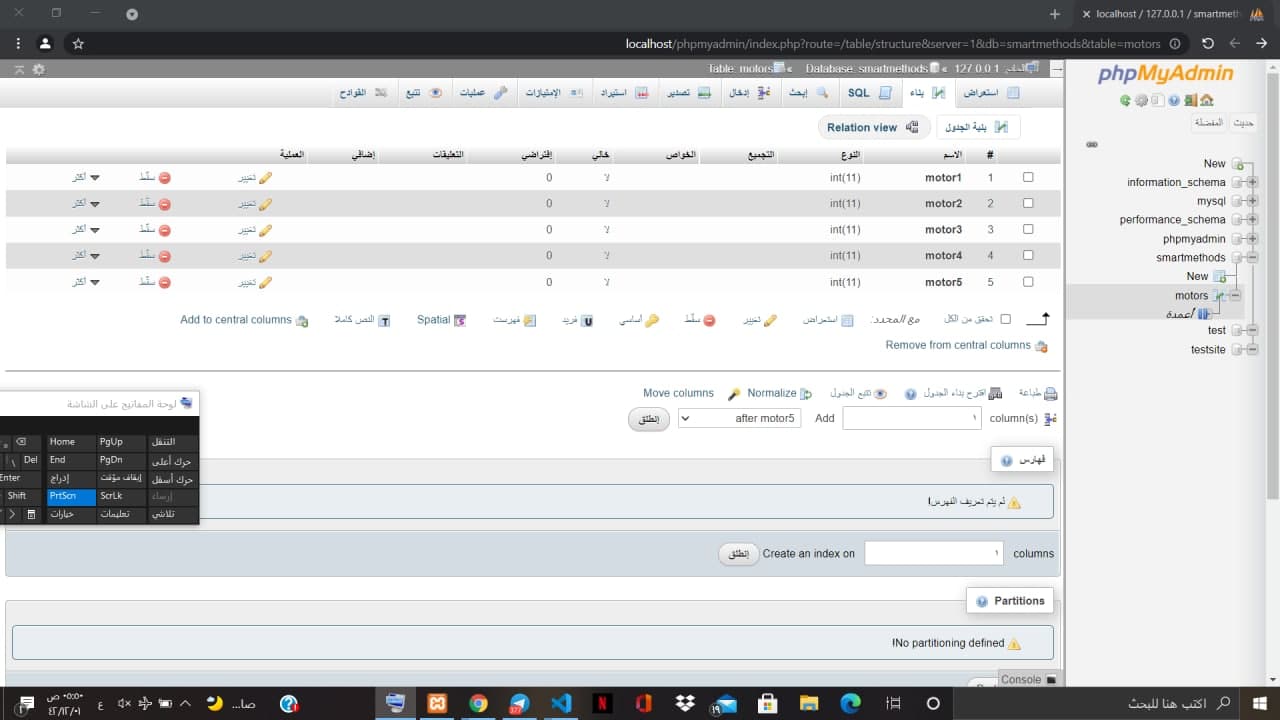 localhost / 127.0.0.1 / smartmeth
localhost/phpmyadmin/index.php?route=/table/structure&server=1&db=smartmethods&table=motors
127.0.0.1 » Database: smartmethods » Table: motors
phpMyAdmin
حديث المفضلة
New
information_schema
mysql
performance_schema
phpmyadmin
smartmethods
New
motors
أعمدة
test
testsite
استعراض بناء SQL إبحث إدخال تصدير استيراد الإمتيازات عمليات تتبع القوادح
بنية الجدول Relation view
# الاسم النوع التجميع الخواص خالي إفتراضي التعليقات إضافي العملية
1 motor1 int(11) لا 0 تغيير سقّط أكثر
2 motor2 int(11) لا 0 تغيير سقّط أكثر
3 motor3 int(11) لا 0 تغيير سقّط أكثر
4 motor4 int(11) لا 0 تغيير سقّط أكثر
5 motor5 int(11) لا 0 تغيير سقّط أكثر
تحقق من الكل مع المحدد: استعراض تغيير سقّط أساسي فريد فهرست Spatial النص كاملا Add to central columns
Remove from central columns
طباعة اقترح بناء الجدول تتبع الجدول Normalize Move columns
column(s) ١ Add after motor5 إنطلق
فهارس
لم يتم تعريف الفهرس!
columns ١ Create an index on إنطلق
Partitions
No partitioning defined!
Console
لوحة المفاتيح على الشاشة
Home PgUp التنقل
Del End PgDn حرك أعلى
Enter إدراج إيقاف مؤقت حرك أسفل
Shift PrtScn ScrLk إرساء
خيارات تعليمات تلاشي
اكتب هنا للبحث
صا...
ع